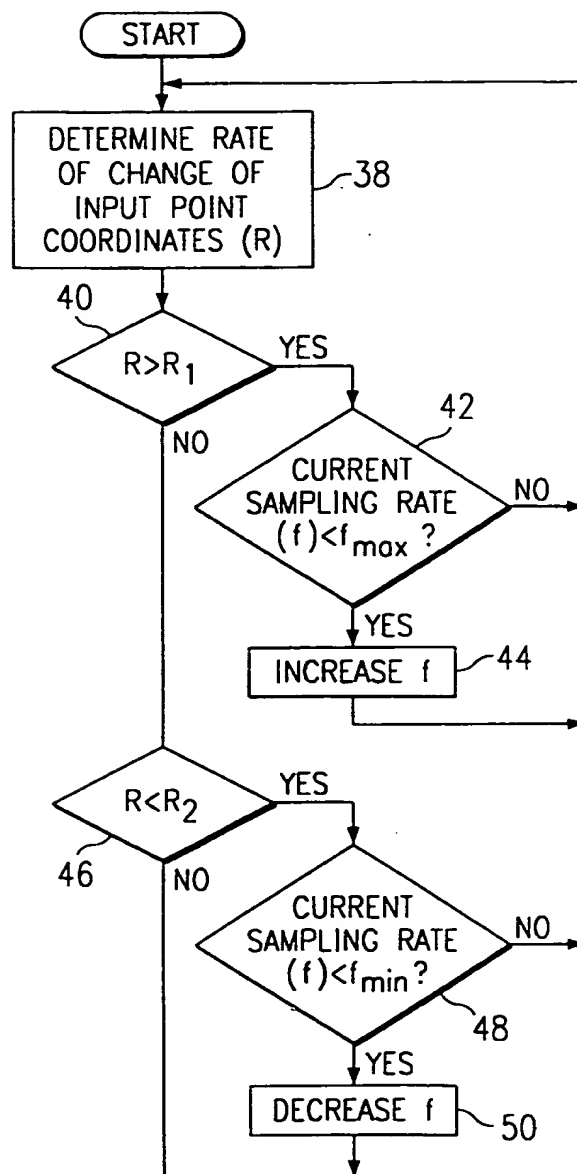 START
DETERMINE RATE
OF CHANGE OF
INPUT POINT
COORDINATES (R)
38
40
R>R1
YES
NO
42
CURRENT
SAMPLING RATE
(f)<fmax ?
NO
YES
INCREASE f
44
R<R2
YES
46
NO
CURRENT
SAMPLING RATE
(f)<fmin?
NO
48
YES
DECREASE f
50